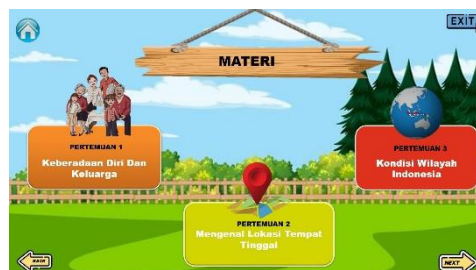 EXIT
MATERI
PERTEMUAN 1
Keberadaan Diri Dan
Keluarga
PERTEMUAN 3
Kondisi Wilayah
Indonesia
PERTEMUAN 2
Mengenal Lokasi Tempat
Tinggal
BACK
NEXT